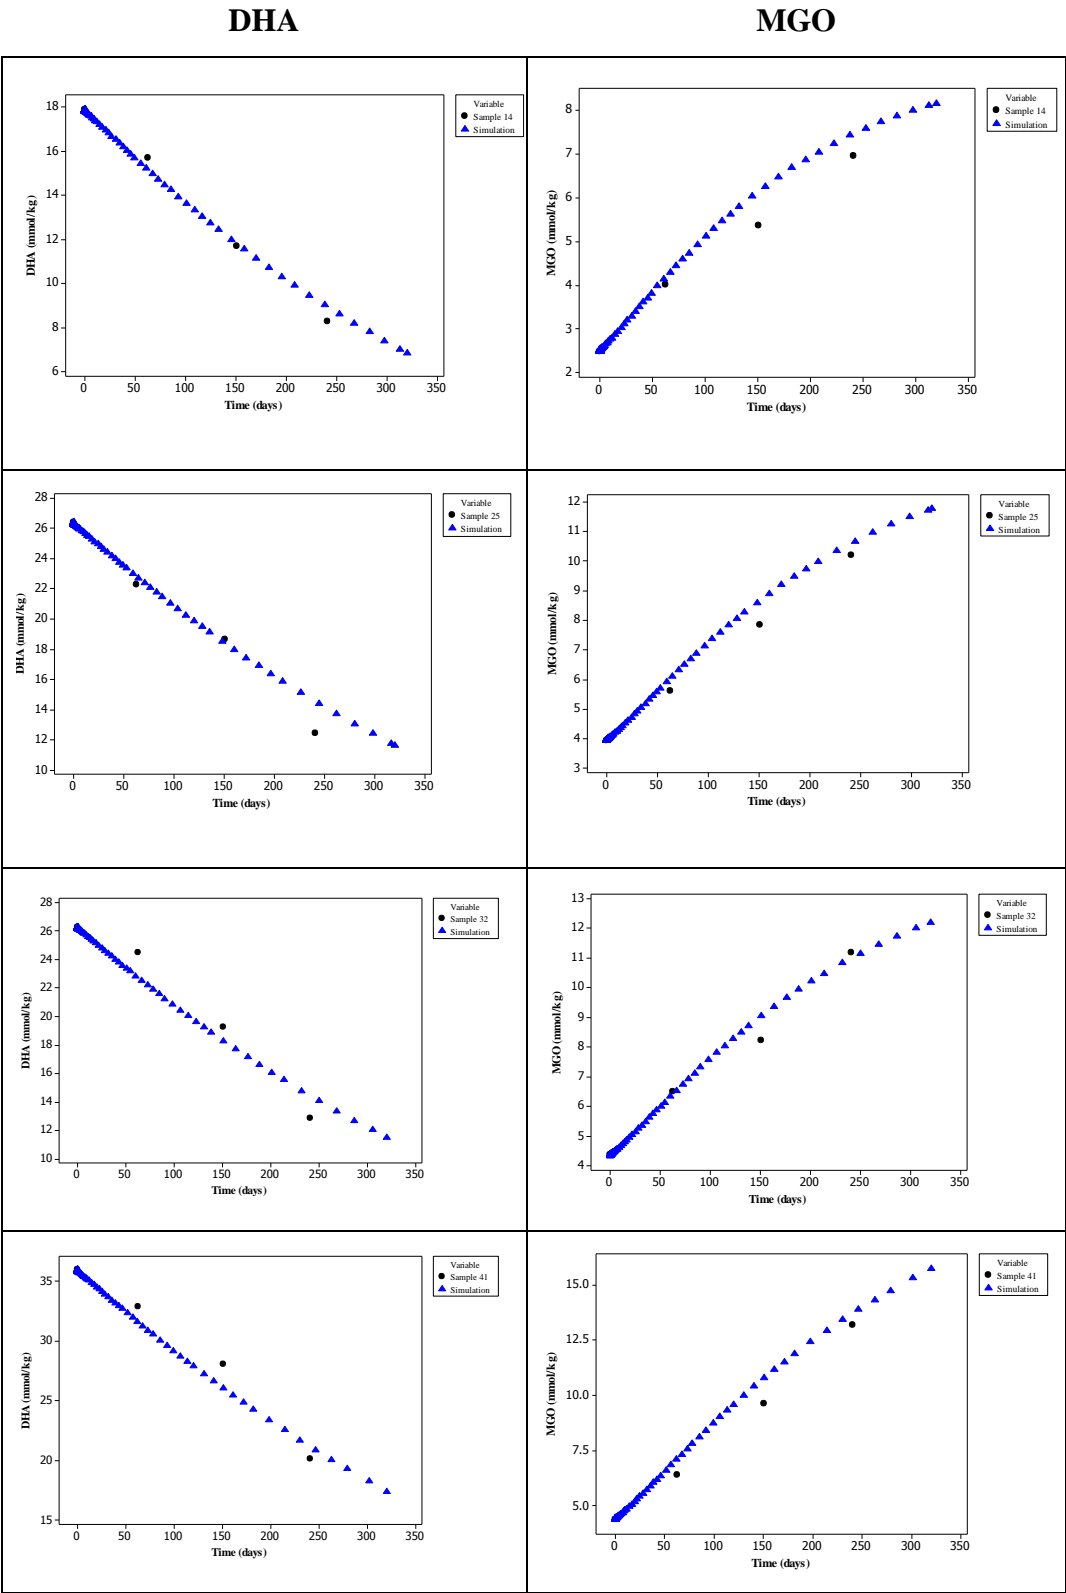 DHA
MGO
18
16
14
12
10
8
6
0 50 100 150 200 250 300 350
DHA (mmol/kg)
Time (days)
Variable
Sample 14
Simulation
8
7
6
5
4
3
2
0 50 100 150 200 250 300 350
MGO (mmol/kg)
Time (days)
Variable
Sample 14
Simulation
28
26
24
22
20
18
16
14
12
10
0 50 100 150 200 250 300 350
DHA (mmol/kg)
Time (days)
Variable
Sample 25
Simulation
12
11
10
9
8
7
6
5
4
3
0 50 100 150 200 250 300 350
MGO (mmol/kg)
Time (days)
Variable
Sample 25
Simulation
28
26
24
22
20
18
16
14
12
10
0 50 100 150 200 250 300 350
DHA (mmol/kg)
Time (days)
Variable
Sample 32
Simulation
13
12
11
10
9
8
7
6
5
4
0 50 100 150 200 250 300 350
MGO (mmol/kg)
Time (days)
Variable
Sample 32
Simulation
35
30
25
20
15
0 50 100 150 200 250 300 350
DHA (mmol/kg)
Time (days)
Variable
Sample 41
Simulation
15.0
12.5
10.0
7.5
5.0
0 50 100 150 200 250 300 350
MGO (mmol/kg)
Time (days)
Variable
Sample 41
Simulation